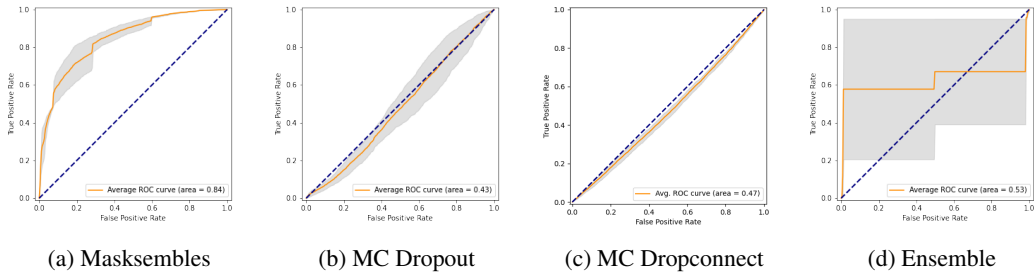 True Positive Rate
1.0
0.8
0.6
0.4
0.2
0.0
0.0 0.2 0.4 0.6 0.8 1.0
False Positive Rate
Average ROC curve (area = 0.84)
(a) Masksembles
True Positive Rate
1.0
0.8
0.6
0.4
0.2
0.0
0.0 0.2 0.4 0.6 0.8 1.0
False Positive Rate
Average ROC curve (area = 0.43)
(b) MC Dropout
True Positive Rate
1.0
0.8
0.6
0.4
0.2
0.0
0.0 0.2 0.4 0.6 0.8 1.0
False Positive Rate
Avg. ROC curve (area = 0.47)
(c) MC Dropconnect
True Positive Rate
1.0
0.8
0.6
0.4
0.2
0.0
0.0 0.2 0.4 0.6 0.8 1.0
False Positive Rate
Average ROC curve (area = 0.53)
(d) Ensemble